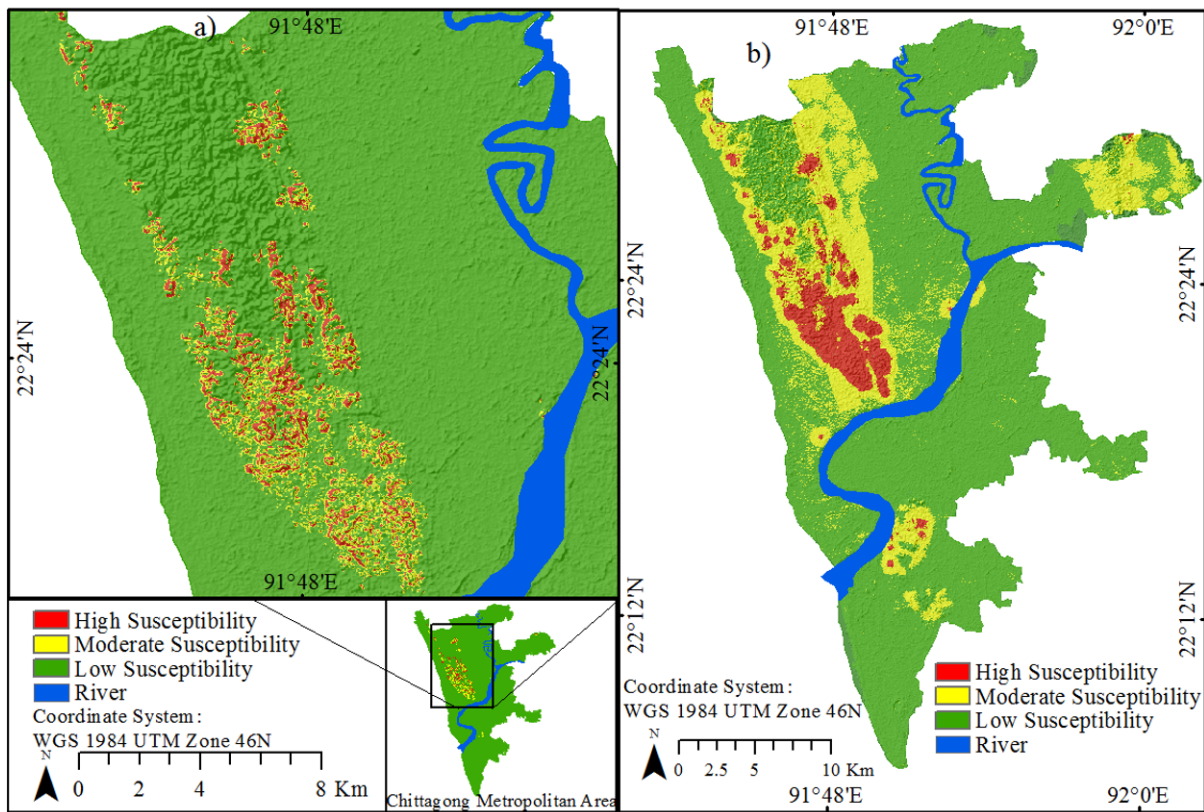 a)
91°48'E
22°24'N
22°24'N
91°48'E
High Susceptibility
Moderate Susceptibility
Low Susceptibility
River
Coordinate System :
WGS 1984 UTM Zone 46N
N
0 2 4 8 Km
Chittagong Metropolitan Area
91°48'E
92°0'E
b)
22°24'N
22°24'N
22°12'N
22°12'N
High Susceptibility
Moderate Susceptibility
Low Susceptibility
River
Coordinate System :
WGS 1984 UTM Zone 46N
N
0 2.5 5 10 Km
91°48'E
92°0'E